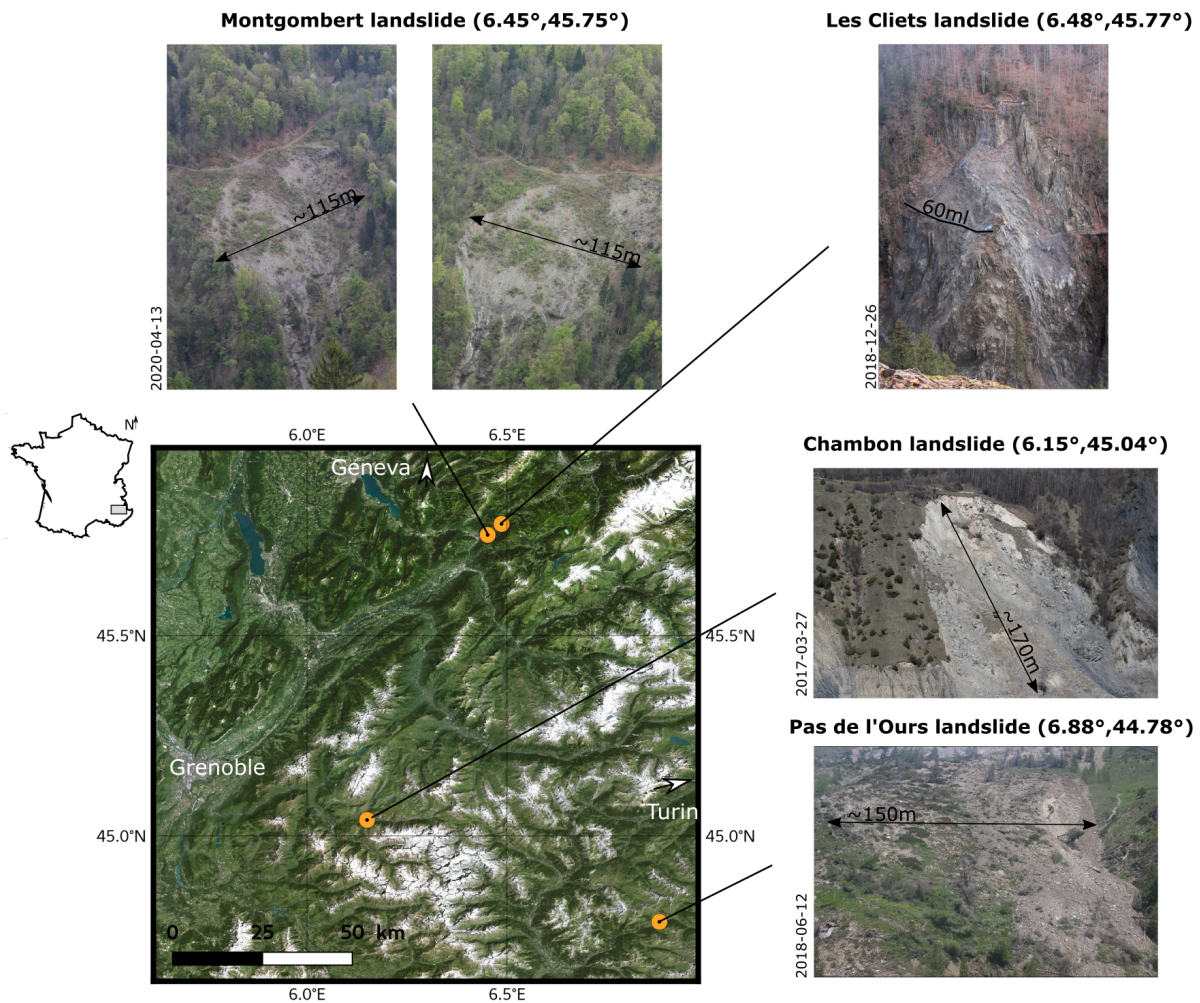 Montgombert landslide (6.45°,45.75°)
Les Cliets landslide (6.48°,45.77°)
~115m
~115m
60ml
2020-04-13
2018-12-26
N
6.0°E
6.5°E
Geneva
Chambon landslide (6.15°,45.04°)
~170m
2017-03-27
45.5°N
45.5°N
Pas de l'Ours landslide (6.88°,44.78°)
Grenoble
Turin
~150m
45.0°N
45.0°N
2018-06-12
0 25 50 km
6.0°E
6.5°E